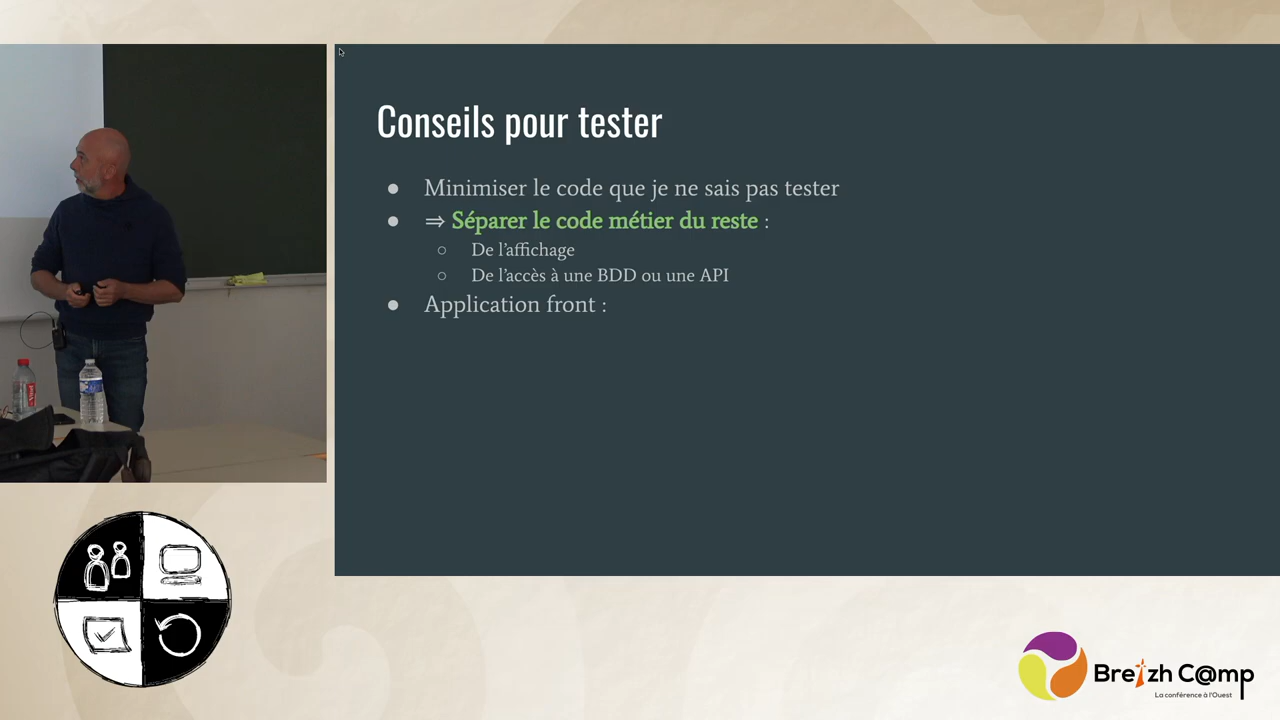 Conseils pour tester
● Minimiser le code que je ne sais pas tester
● ⇒ Séparer le code métier du reste :
○ De l'affichage
○ De l'accès à une BDD ou une API
● Application front :
Breizh C@mp
La conférence à l'Ouest